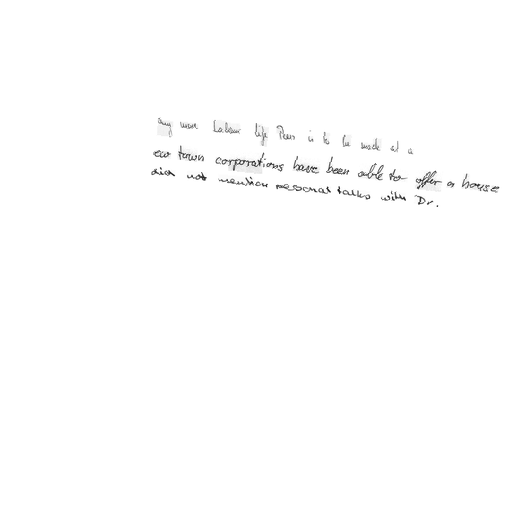 any more Labour life Peers is to be made at a
ew town corporations have been able to offer a house
did not mention personal talks with Dr.